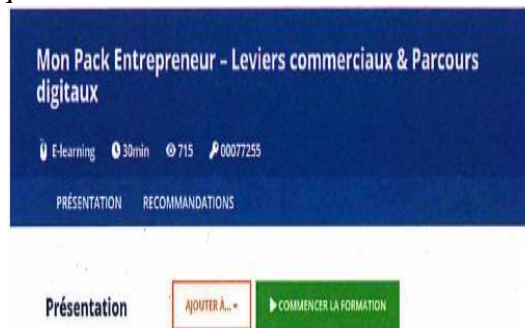 Mon Pack Entrepreneur – Leviers commerciaux & Parcours
digitaux
E-learning 30min 715 00077255
PRÉSENTATION RECOMMANDATIONS
Présentation AJOUTER À... COMMENCER LA FORMATION